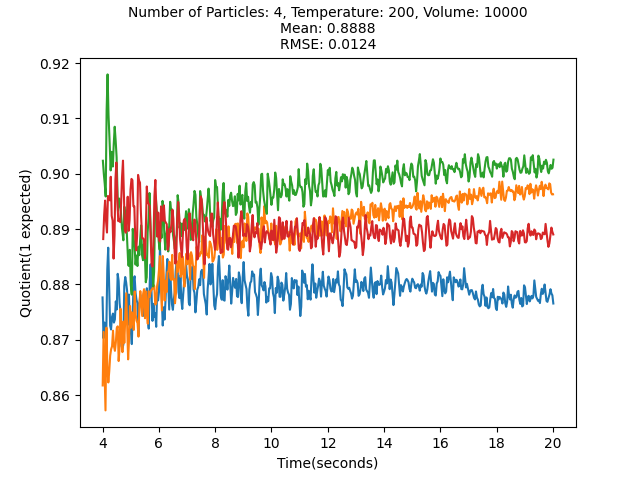 Number of Particles: 4, Temperature: 200, Volume: 10000
Mean: 0.8888
RMSE: 0.0124
Quotient(1 expected)
0.92
0.91
0.90
0.89
0.88
0.87
0.86
4 6 8 10 12 14 16 18 20
Time(seconds)